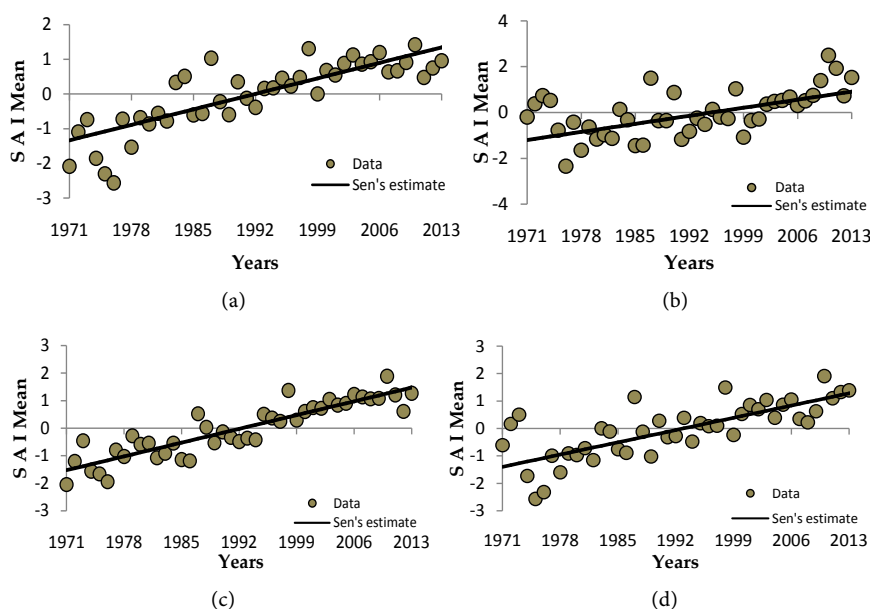 2
1
0
-1
-2
-3
S A I Mean
Data
Sen's estimate
1971 1978 1985 1992 1999 2006 2013
Years
(a)
4
2
0
-2
-4
S A I Mean
Data
Sen's estimate
1971 1978 1985 1992 1999 2006 2013
Years
(b)
3
2
1
0
-1
-2
-3
S A I Mean
Data
Sen's estimate
1971 1978 1985 1992 1999 2006 2013
Years
(c)
3
2
1
0
-1
-2
-3
S A I Mean
Data
Sen's estimate
1971 1978 1985 1992 1999 2006 2013
Years
(d)